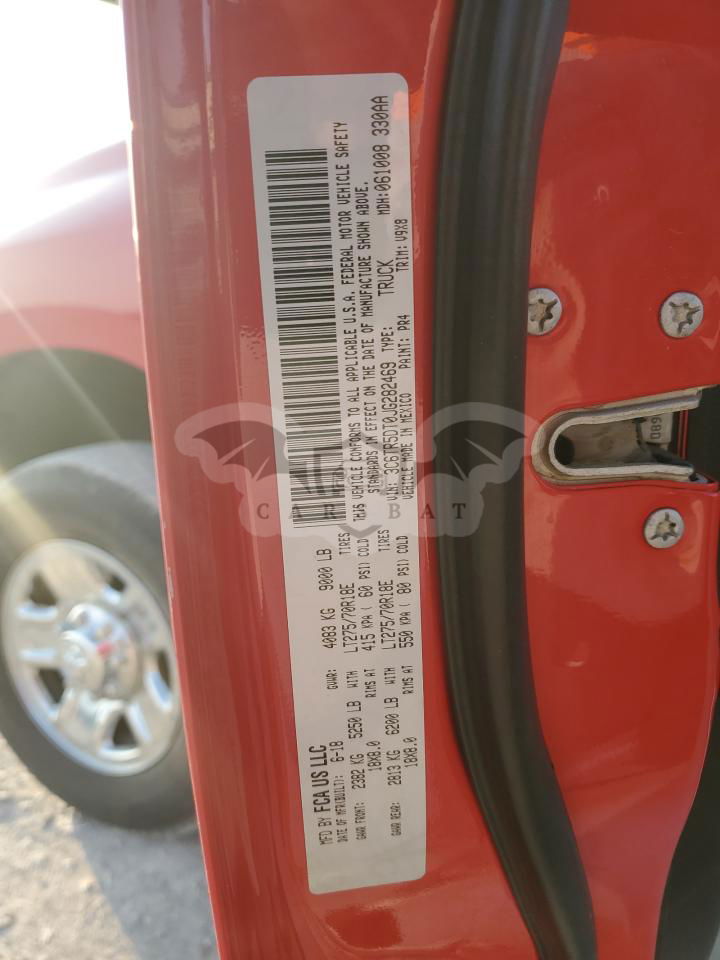 MFD BY FCA US LLC
DATE OF MFR(BUILT): 6-18 GVWR: 4083 KG 9000 LB
GAWR FRONT: 2382 KG 5250 LB WITH LT275/70R18E TIRES
18X8.0 RIMS AT 415 KPA ( 60 PSI) COLD
GAWR REAR: 2813 KG 6200 LB WITH LT275/70R18E TIRES
18X8.0 RIMS AT 550 KPA ( 80 PSI) COLD
THIS VEHICLE CONFORMS TO ALL APPLICABLE U.S.A. FEDERAL MOTOR VEHICLE SAFETY
STANDARDS IN EFFECT ON THE DATE OF MANUFACTURE SHOWN ABOVE.
VIN: 3C6TR5DT0JG282469 TYPE: TRUCK MDH:061008 330AA
VEHICLE MADE IN MEXICO PAINT: PR4 TRIM: V9X8
CARSBAT